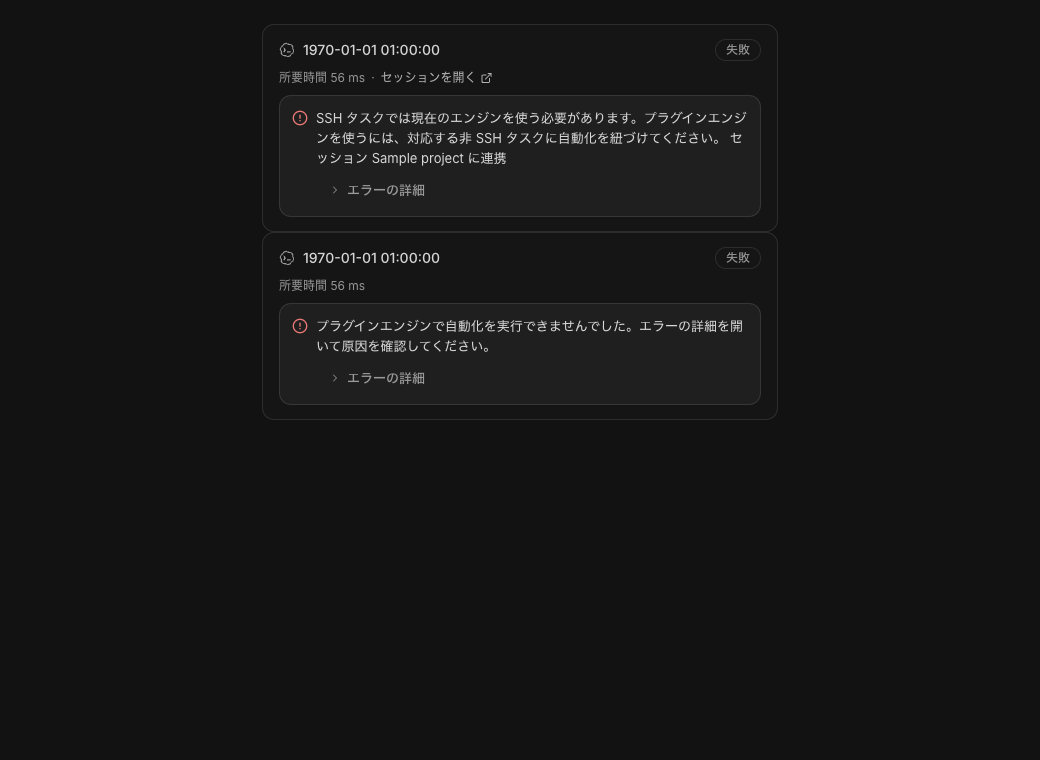 1970-01-01 01:00:00
失敗
所要時間 56 ms · セッションを開く
SSH タスクでは現在のエンジンを使う必要があります。プラグインエンジ
ンを使うには、対応する非 SSH タスクに自動化を紐づけてください。 セ
ッション Sample project に連携
エラーの詳細
1970-01-01 01:00:00
失敗
所要時間 56 ms
プラグインエンジンで自動化を実行できませんでした。エラーの詳細を開
いて原因を確認してください。
エラーの詳細